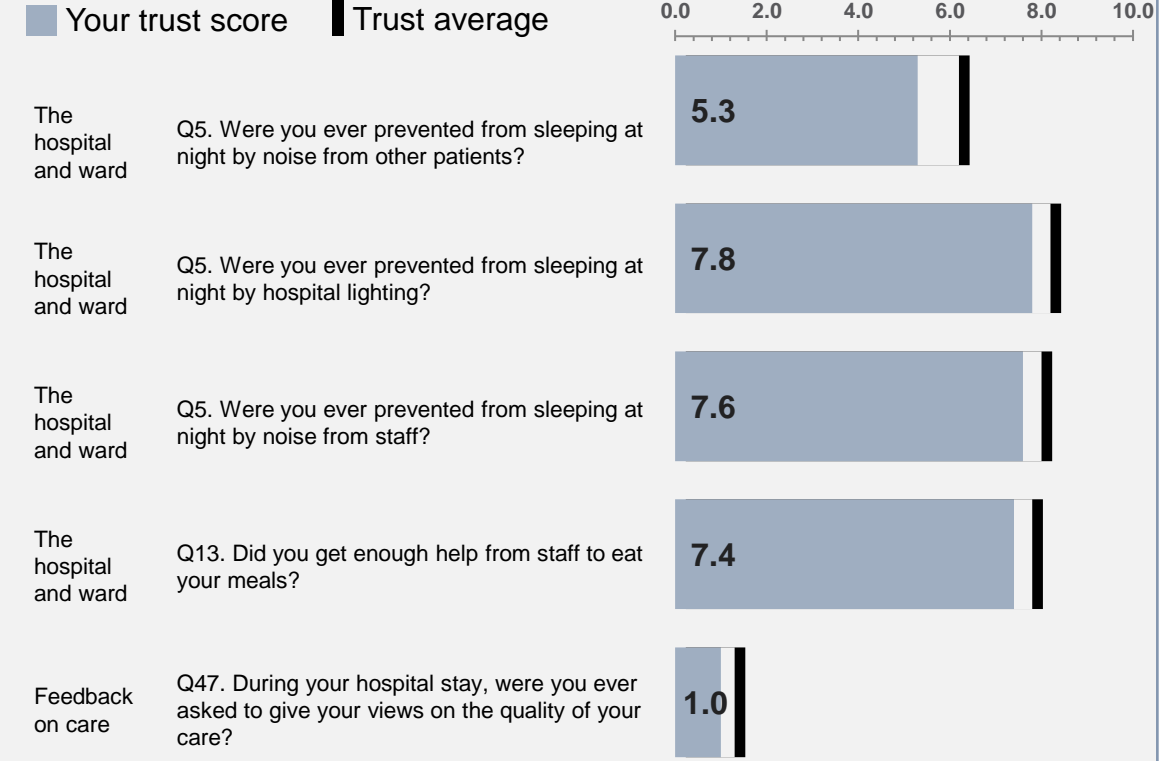 Your trust score Trust average
0.0 2.0 4.0 6.0 8.0 10.0
The
hospital
and ward
Q5. Were you ever prevented from sleeping at
night by noise from other patients?
5.3
The
hospital
and ward
Q5. Were you ever prevented from sleeping at
night by hospital lighting?
7.8
The
hospital
and ward
Q5. Were you ever prevented from sleeping at
night by noise from staff?
7.6
The
hospital
and ward
Q13. Did you get enough help from staff to eat
your meals?
7.4
Feedback
on care
Q47. During your hospital stay, were you ever
asked to give your views on the quality of your
care?
1.0